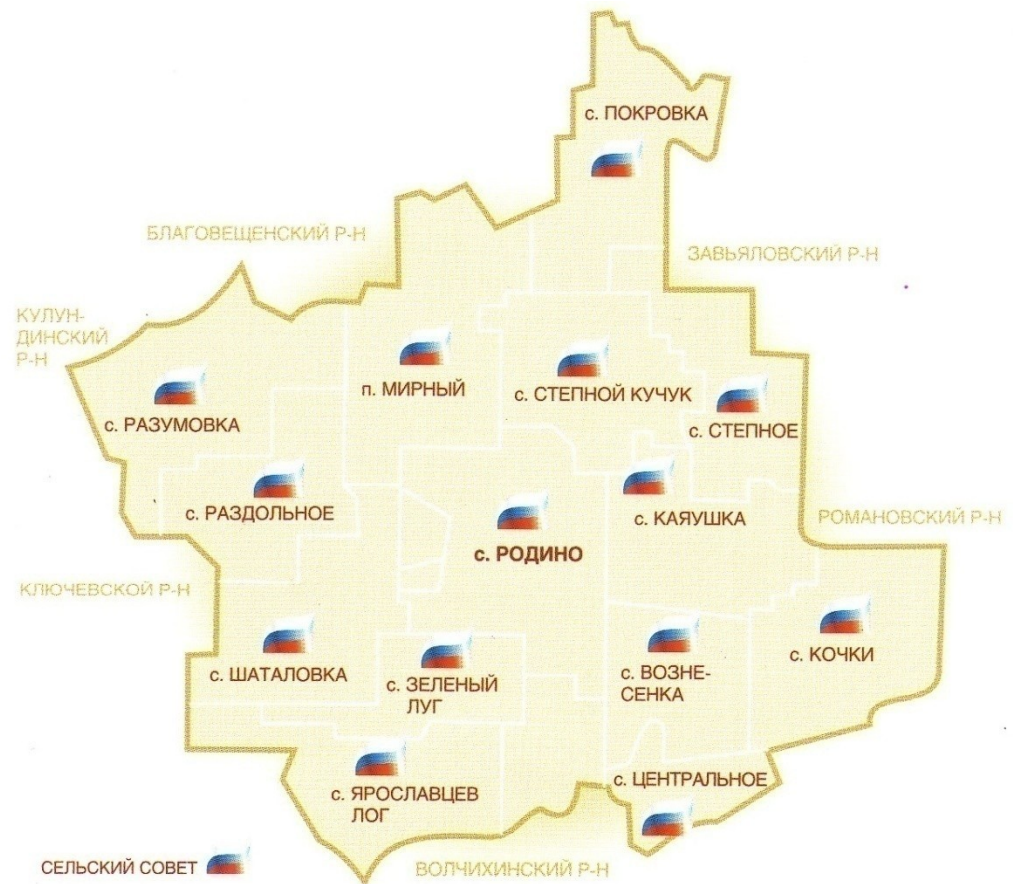 с. ПОКРОВКА
БЛАГОВЕЩЕНСКИЙ Р-Н
ЗАВЬЯЛОВСКИЙ Р-Н
КУЛУН-
ДИНСКИЙ
Р-Н
п. МИРНЫЙ
с. СТЕПНОЙ КУЧУК
с. РАЗУМОВКА
с. СТЕПНОЕ
с. РАЗДОЛЬНОЕ
с. КАЯУШКА
РОМАНОВСКИЙ Р-Н
с. РОДИНО
КЛЮЧЕВСКОЙ Р-Н
с. ШАТАЛОВКА
с. ЗЕЛЕНЫЙ
ЛУГ
с. ВОЗНЕ-
СЕНКА
с. КОЧКИ
с. ЯРОСЛАВЦЕВ
ЛОГ
с. ЦЕНТРАЛЬНОЕ
СЕЛЬСКИЙ СОВЕТ
ВОЛЧИХИНСКИЙ Р-Н